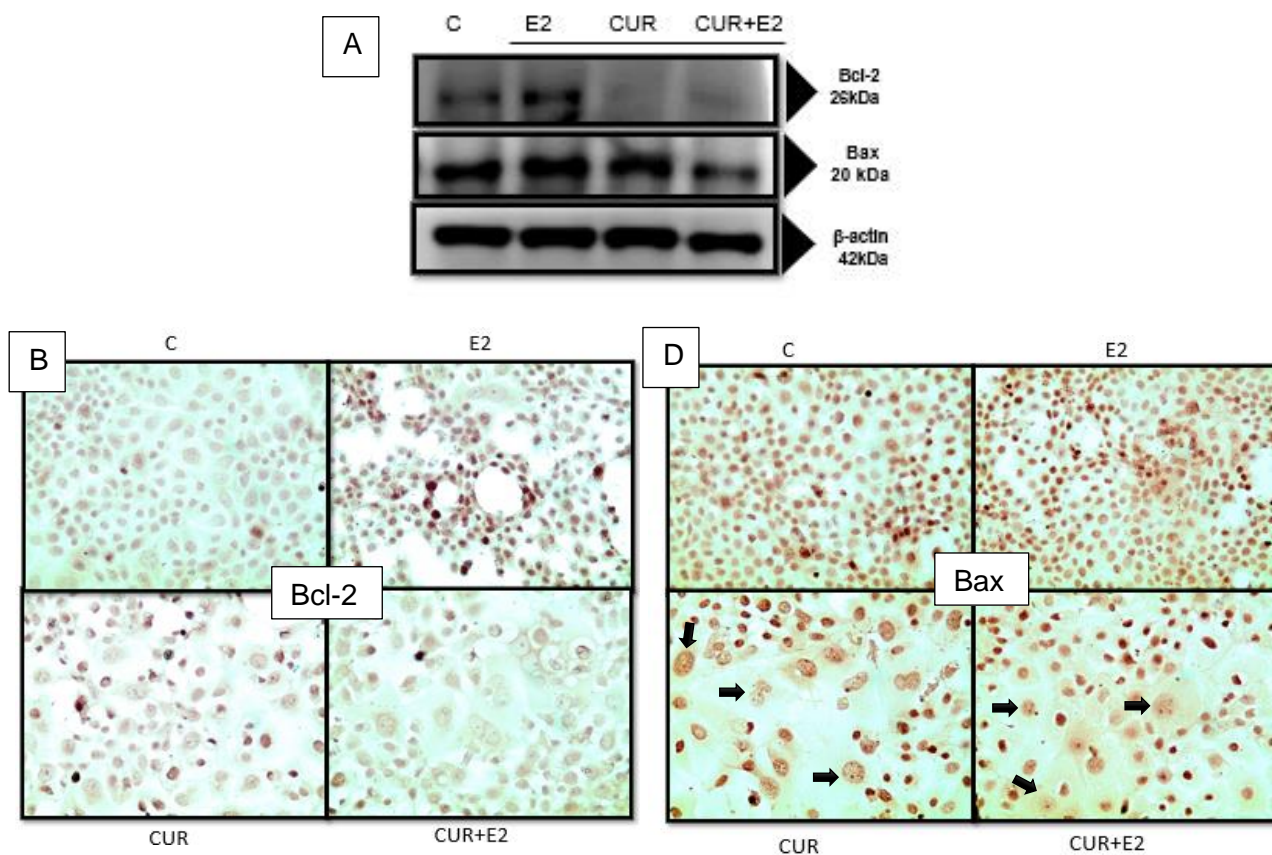 A
C E2 CUR CUR+E2
Bcl-2
26kDa
Bax
20 kDa
β-actin
42kDa
B
C E2
Bcl-2
CUR CUR+E2
D
C E2
Bax
CUR CUR+E2